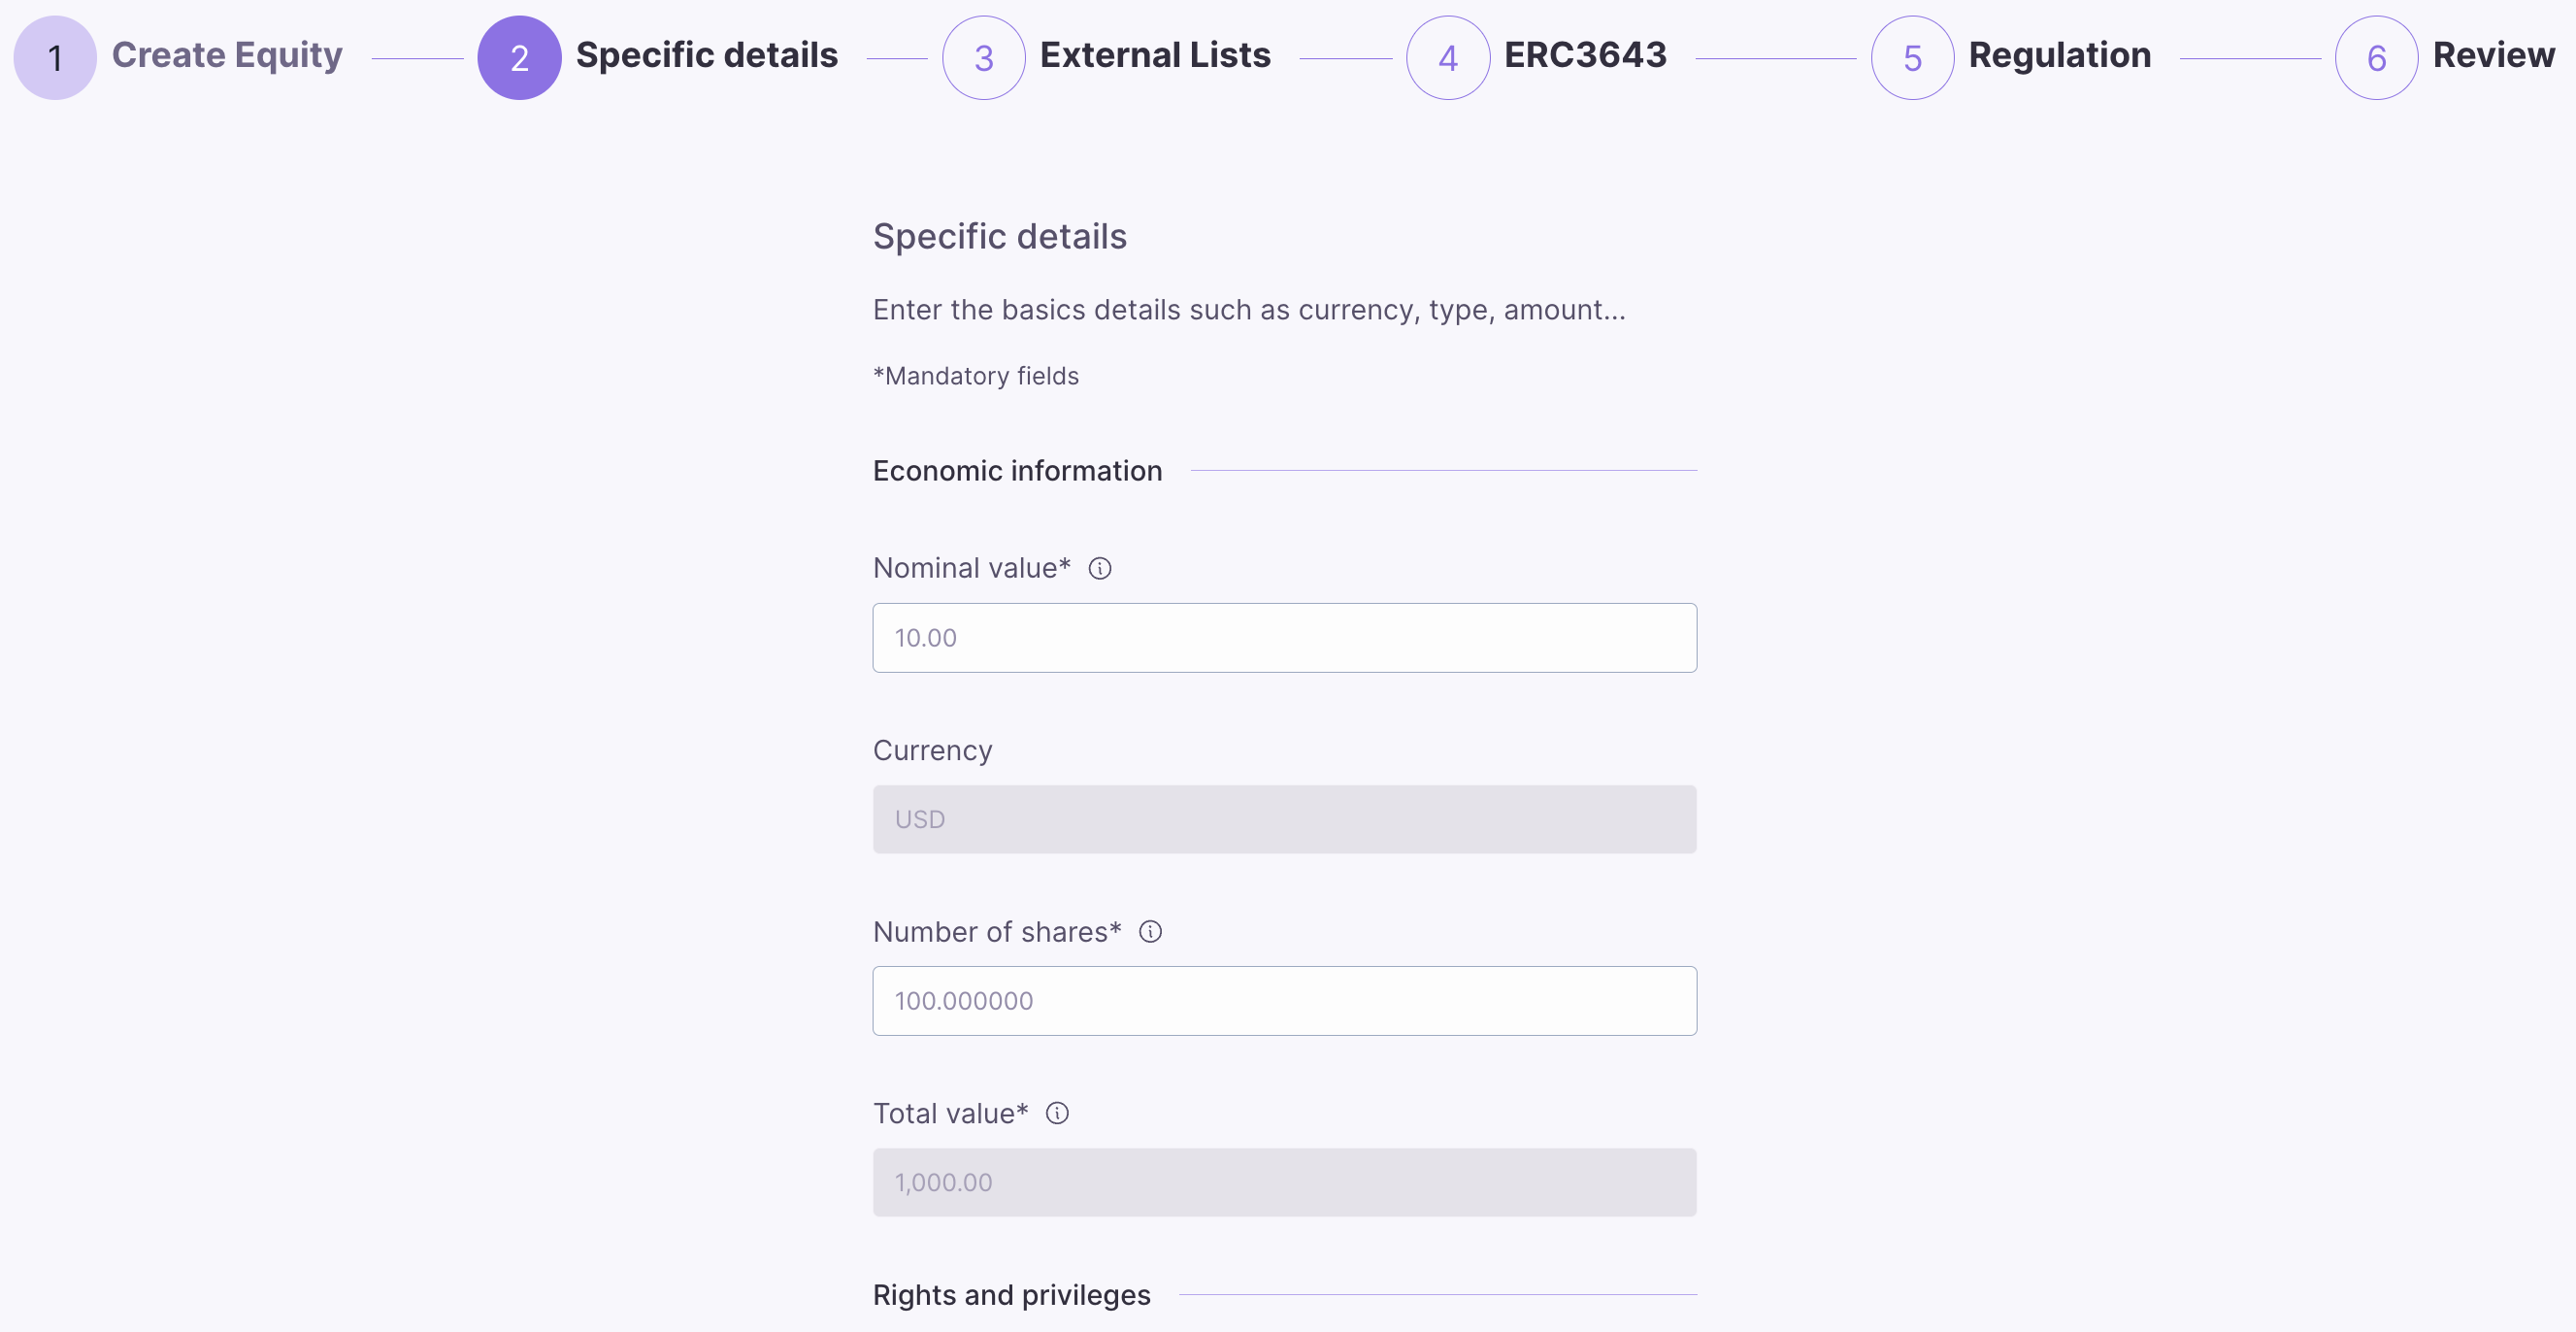 1 Create Equity 2 Specific details 3 External Lists 4 ERC3643 5 Regulation 6 Review
Specific details
Enter the basics details such as currency, type, amount...
*Mandatory fields
Economic information
Nominal value*
10.00
Currency
USD
Number of shares*
100.000000
Total value*
1,000.00
Rights and privileges